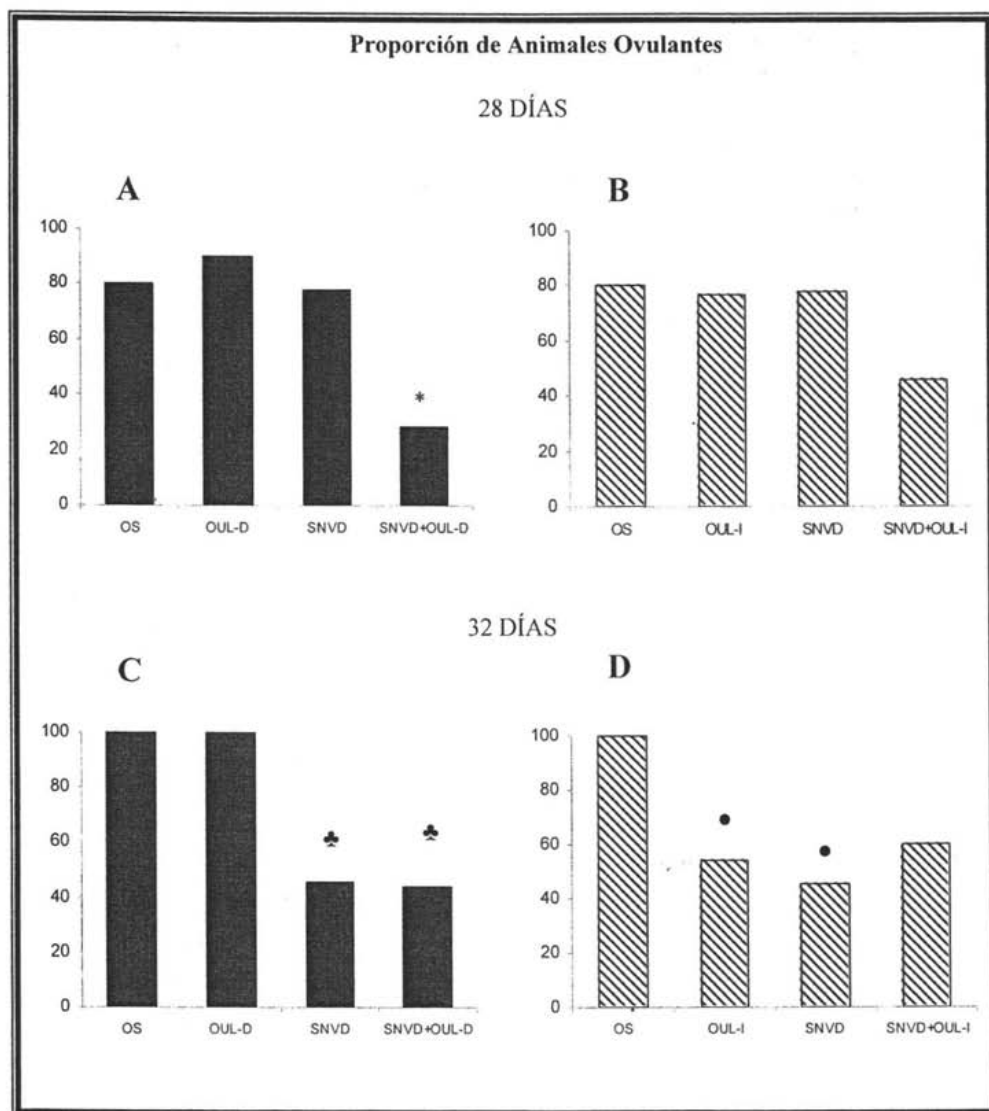 Proporción de Animales Ovulantes
28 DÍAS
A
100
80
60
40
20
0
*
OS OUL-D SNVD SNVD+OUL-D
B
100
80
60
40
20
0
OS OUL-I SNVD SNVD+OUL-I
32 DÍAS
C
100
80
60
40
20
0
♣ ♣
OS OUL-D SNVD SNVD+OUL-D
D
100
80
60
40
20
0
● ●
OS OUL-I SNVD SNVD+OUL-I